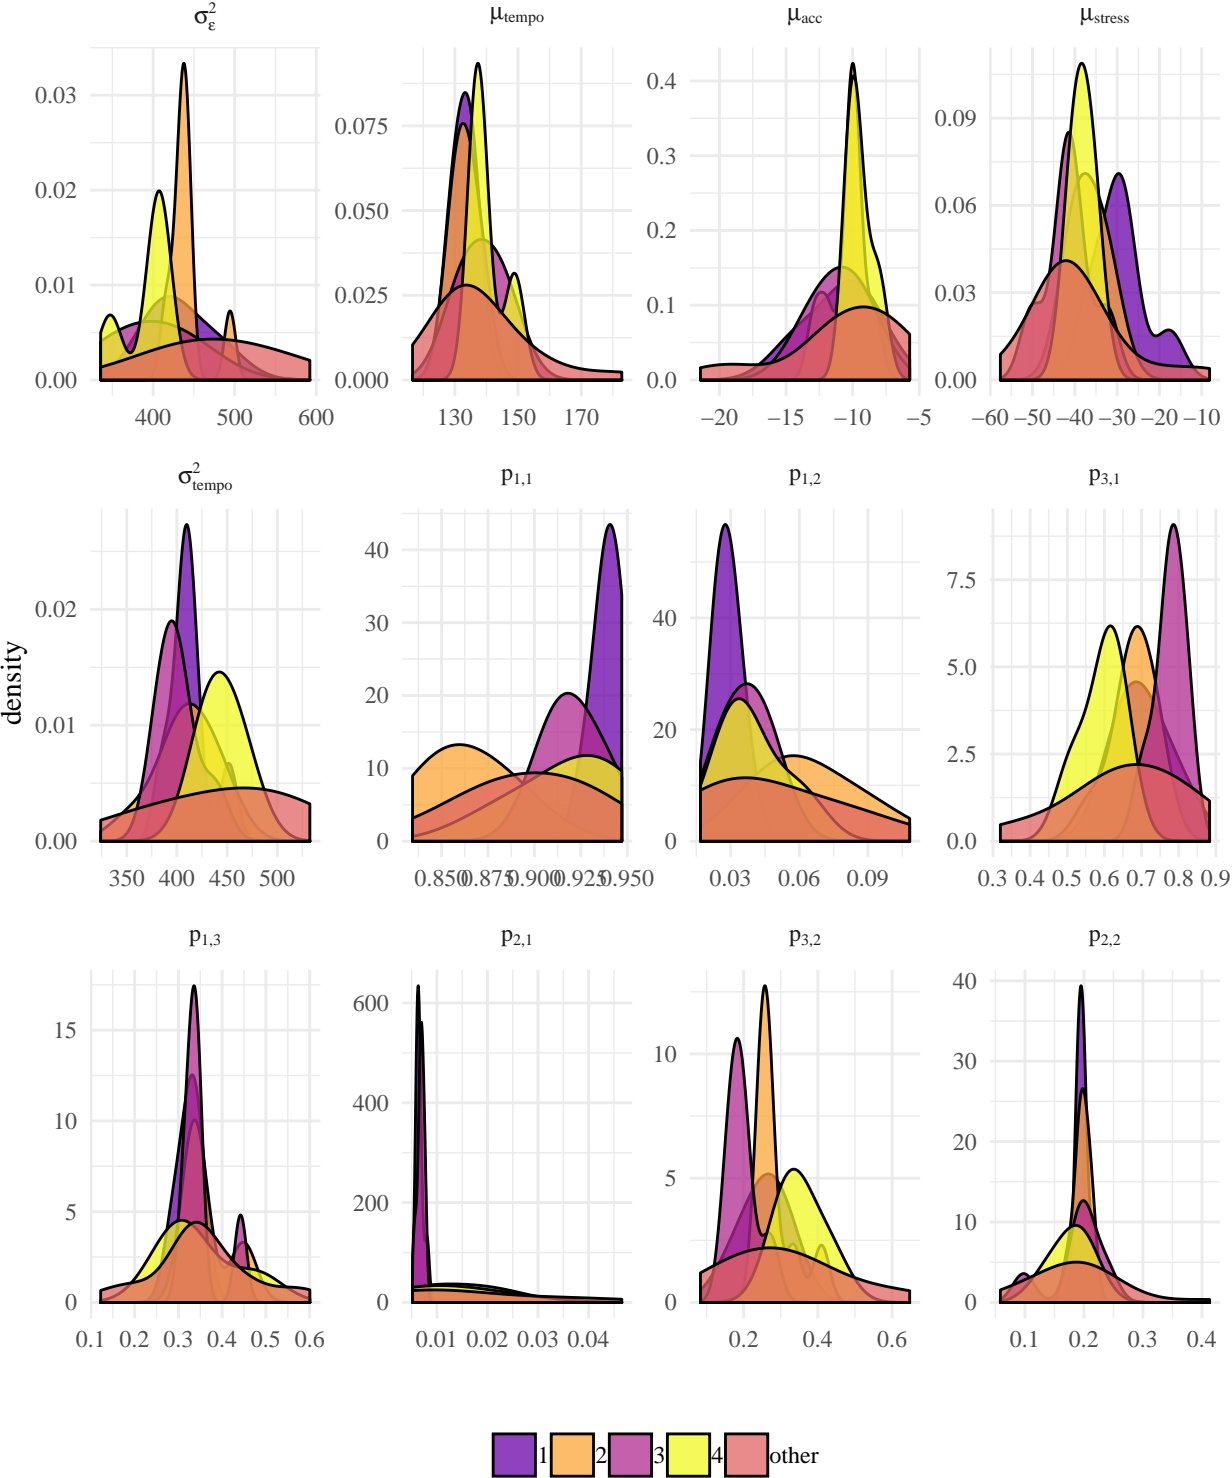 σ²ε μtempo μacc μstress
0.03 0.02 0.01 0.00
0.075 0.050 0.025 0.000
0.4 0.3 0.2 0.1 0.0
0.09 0.06 0.03 0.00
400 500 600
130 150 170
−20 −15 −10 −5
−60 −50 −40 −30 −20 −10
σ²tempo p1,1 p1,2 p3,1
density
0.02 0.01 0.00
40 30 20 10 0
40 20 0
7.5 5.0 2.5 0.0
350 400 450 500
0.850 0.875 0.900 0.925 0.950
0.03 0.06 0.09
0.3 0.4 0.5 0.6 0.7 0.8 0.9
p1,3 p2,1 p3,2 p2,2
15 10 5 0
600 400 200 0
10 5 0
40 30 20 10 0
0.1 0.2 0.3 0.4 0.5 0.6
0.01 0.02 0.03 0.04
0.2 0.4 0.6
0.1 0.2 0.3 0.4
1 2 3 4 other